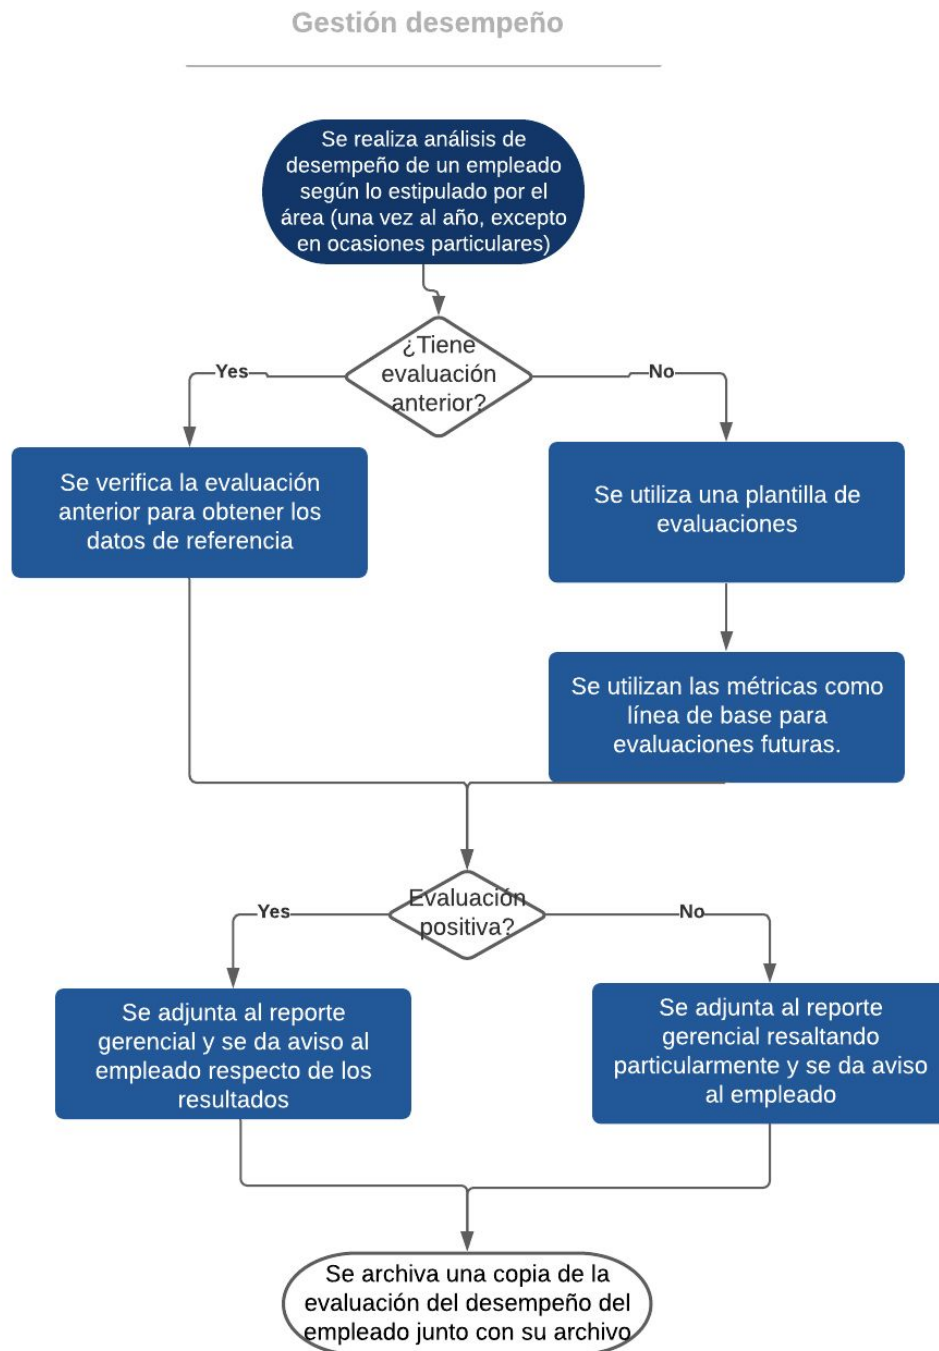 Gestión desempeño
Se realiza análisis de
desempeño de un empleado
según lo estipulado por el
área (una vez al año, excepto
en ocasiones particulares)
¿Tiene
evaluación
anterior?
Yes
No
Se verifica la evaluación
anterior para obtener los
datos de referencia
Se utiliza una plantilla de
evaluaciones
Se utilizan las métricas como
línea de base para
evaluaciones futuras.
Evaluación
positiva?
Yes
No
Se adjunta al reporte
gerencial y se da aviso al
empleado respecto de los
resultados
Se adjunta al reporte
gerencial resaltando
particularmente y se da aviso
al empleado
Se archiva una copia de la
evaluación del desempeño del
empleado junto con su archivo